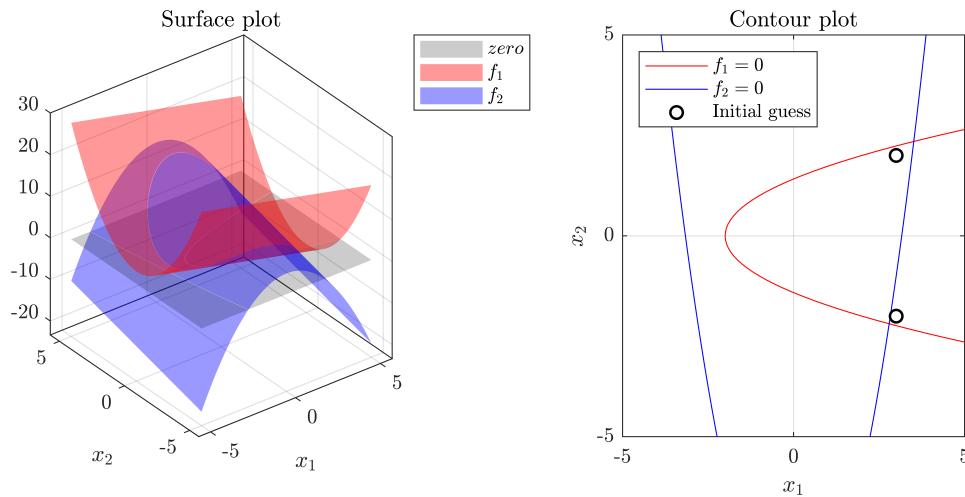 Surface plot
30
20
10
0
-10
-20
5
0
-5
x₂
-5
0
5
x₁
zero
f₁
f₂
Contour plot
5
0
-5
x₂
-5
0
5
x₁
f₁ = 0
f₂ = 0
Initial guess